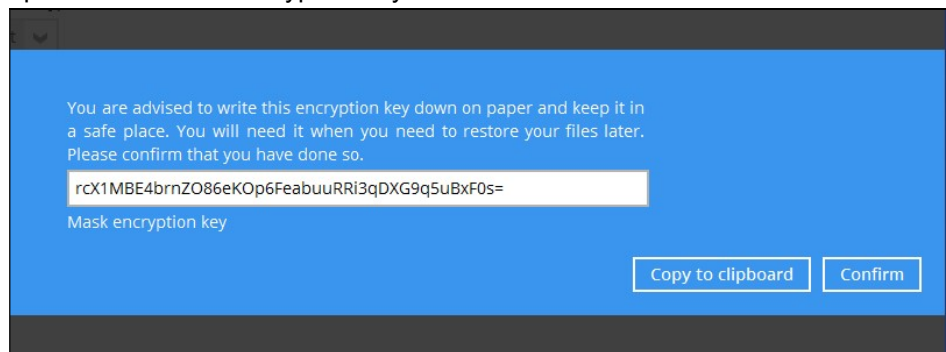 You are advised to write this encryption key down on paper and keep it in
a safe place. You will need it when you need to restore your files later.
Please confirm that you have done so.
rcX1MBE4brnZO86eKOp6FeabuuRRi3qDXG9q5uBxF0s=
Mask encryption key
Copy to clipboard Confirm